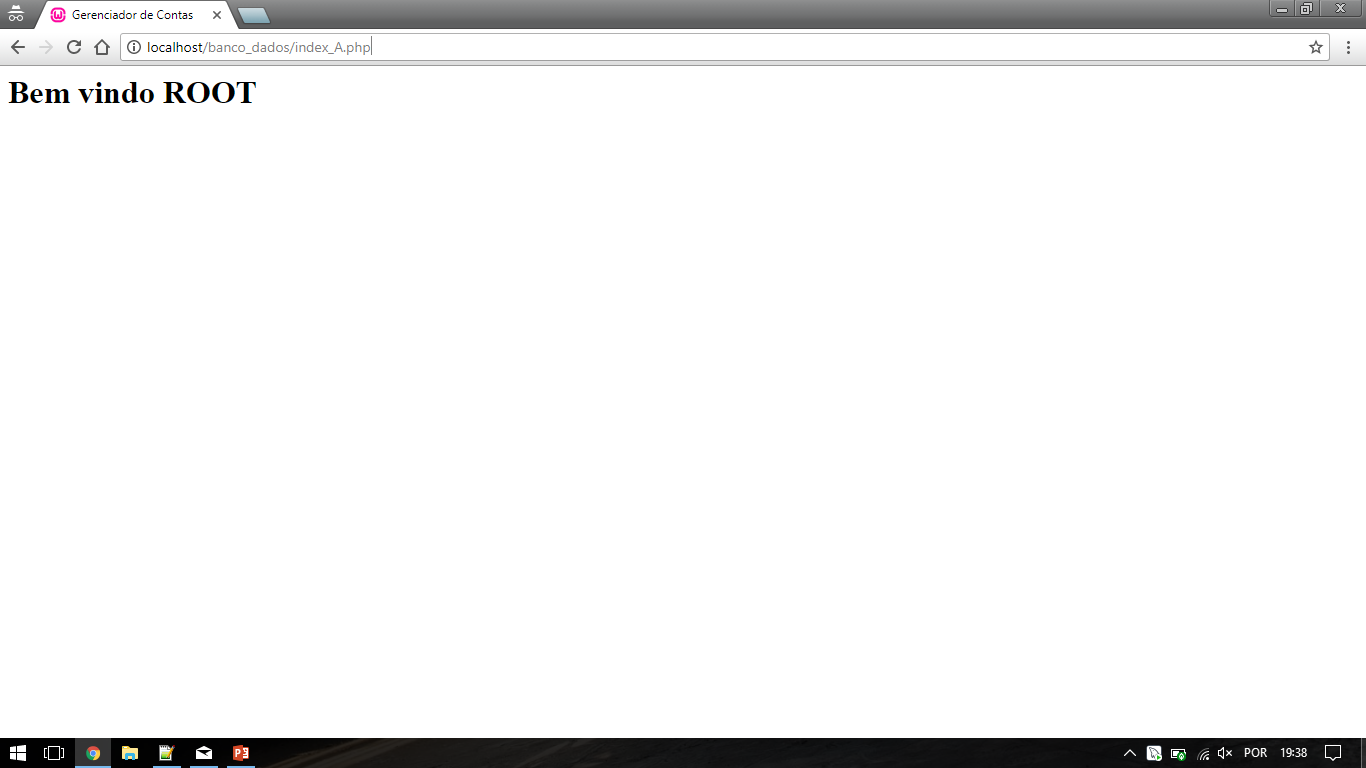 Gerenciador de Contas
localhost/banco_dados/index_A.php
Bem vindo ROOT
POR 19:38